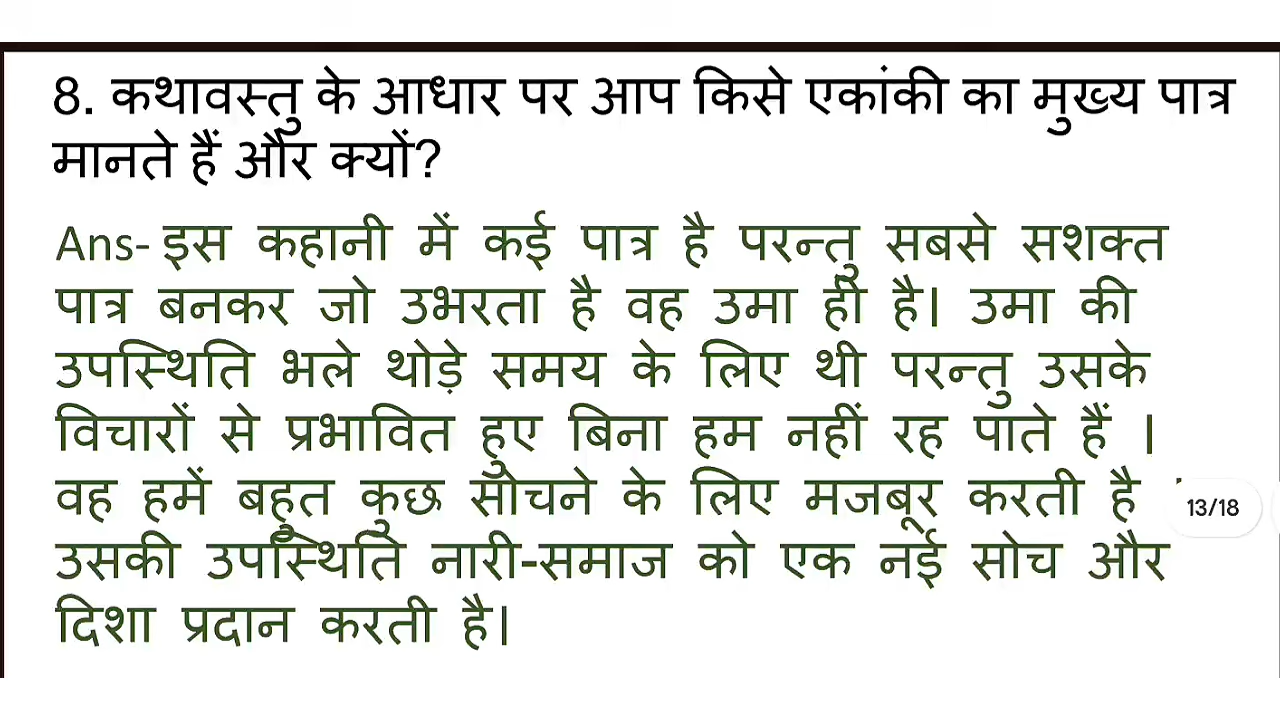 8. कथावस्तु के आधार पर आप किसे एकांकी का मुख्य पात्र
मानते हैं और क्यों?
Ans- इस कहानी में कई पात्र है परन्तु सबसे सशक्त
पात्र बनकर जो उभरता है वह उमा ही है। उमा की
उपस्थिति भले थोड़े समय के लिए थी परन्तु उसके
विचारों से प्रभावित हुए बिना हम नहीं रह पाते हैं ।
वह हमें बहुत कुछ सोचने के लिए मजबूर करती है ।
13/18
उसकी उपस्थिति नारी-समाज को एक नई सोच और
दिशा प्रदान करती है।